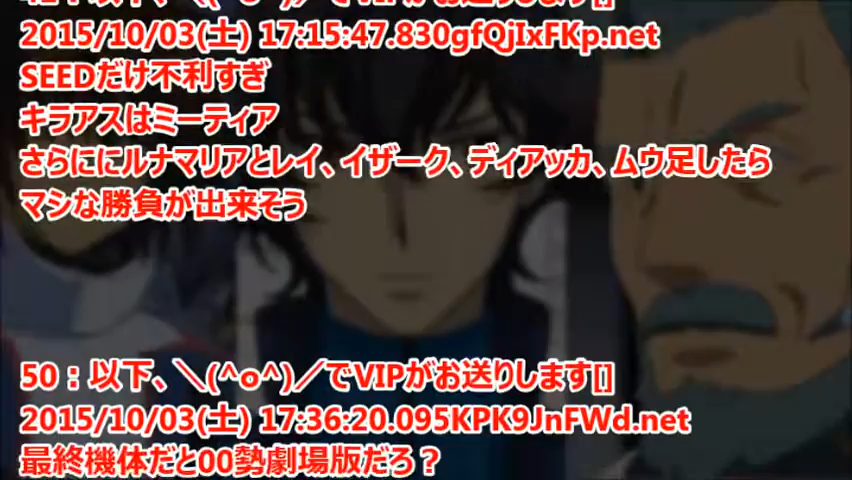 2015/10/03(土) 17:15:47.830gfQjIxFKp.net
SEEDだけ不利すぎ
キラアスはミーティア
さらににルナマリアとレイ、イザーク、ディアッカ、ムウ足したら
マシな勝負が出来そう
50：以下、＼(^o^)／でVIPがお送りします[]
2015/10/03(土) 17:36:20.095KPK9JnFWd.net
最終機体だと00勢劇場版だろ？